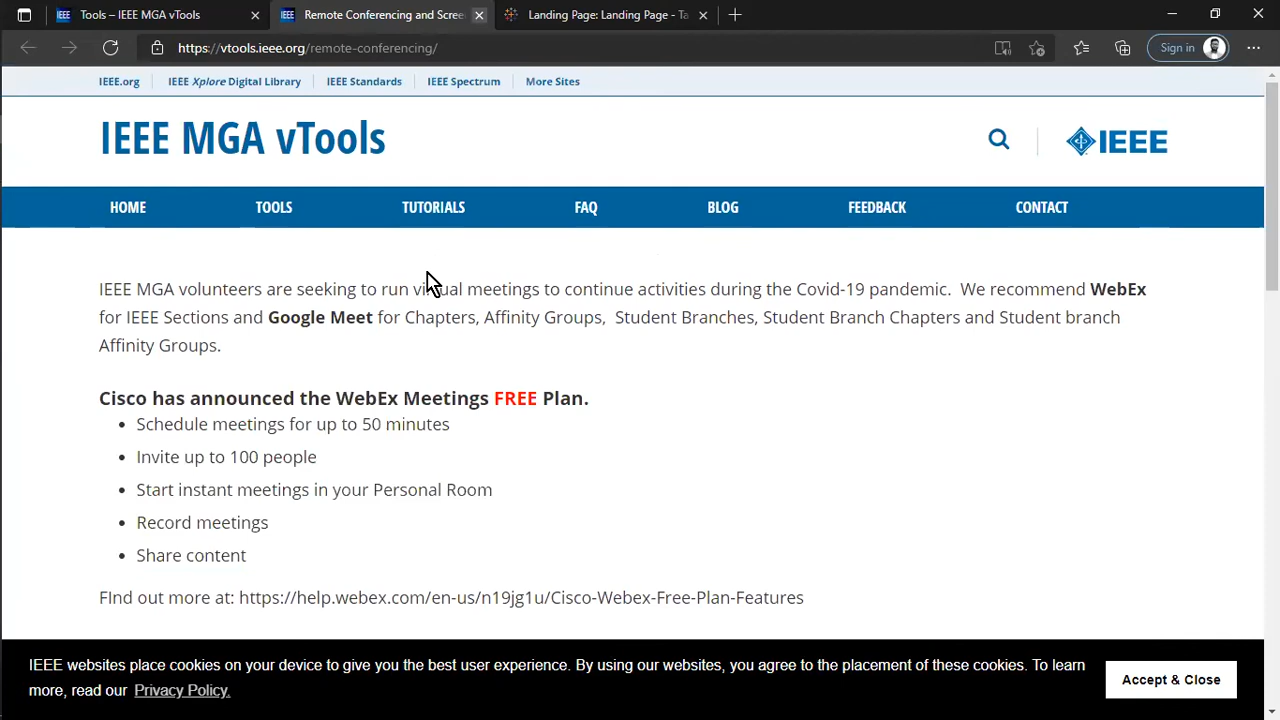 Tools – IEEE MGA vTools
Remote Conferencing and Scree
Landing Page: Landing Page - Ta
https://vtools.ieee.org/remote-conferencing/
Sign in
IEEE.org
IEEE Xplore Digital Library
IEEE Standards
IEEE Spectrum
More Sites
IEEE MGA vTools
IEEE
HOME
TOOLS
TUTORIALS
FAQ
BLOG
FEEDBACK
CONTACT
IEEE MGA volunteers are seeking to run virtual meetings to continue activities during the Covid-19 pandemic. We recommend WebEx
for IEEE Sections and Google Meet for Chapters, Affinity Groups, Student Branches, Student Branch Chapters and Student branch
Affinity Groups.
Cisco has announced the WebEx Meetings FREE Plan.
• Schedule meetings for up to 50 minutes
• Invite up to 100 people
• Start instant meetings in your Personal Room
• Record meetings
• Share content
FInd out more at: https://help.webex.com/en-us/n19jg1u/Cisco-Webex-Free-Plan-Features
IEEE websites place cookies on your device to give you the best user experience. By using our websites, you agree to the placement of these cookies. To learn
more, read our Privacy Policy.
Accept & Close